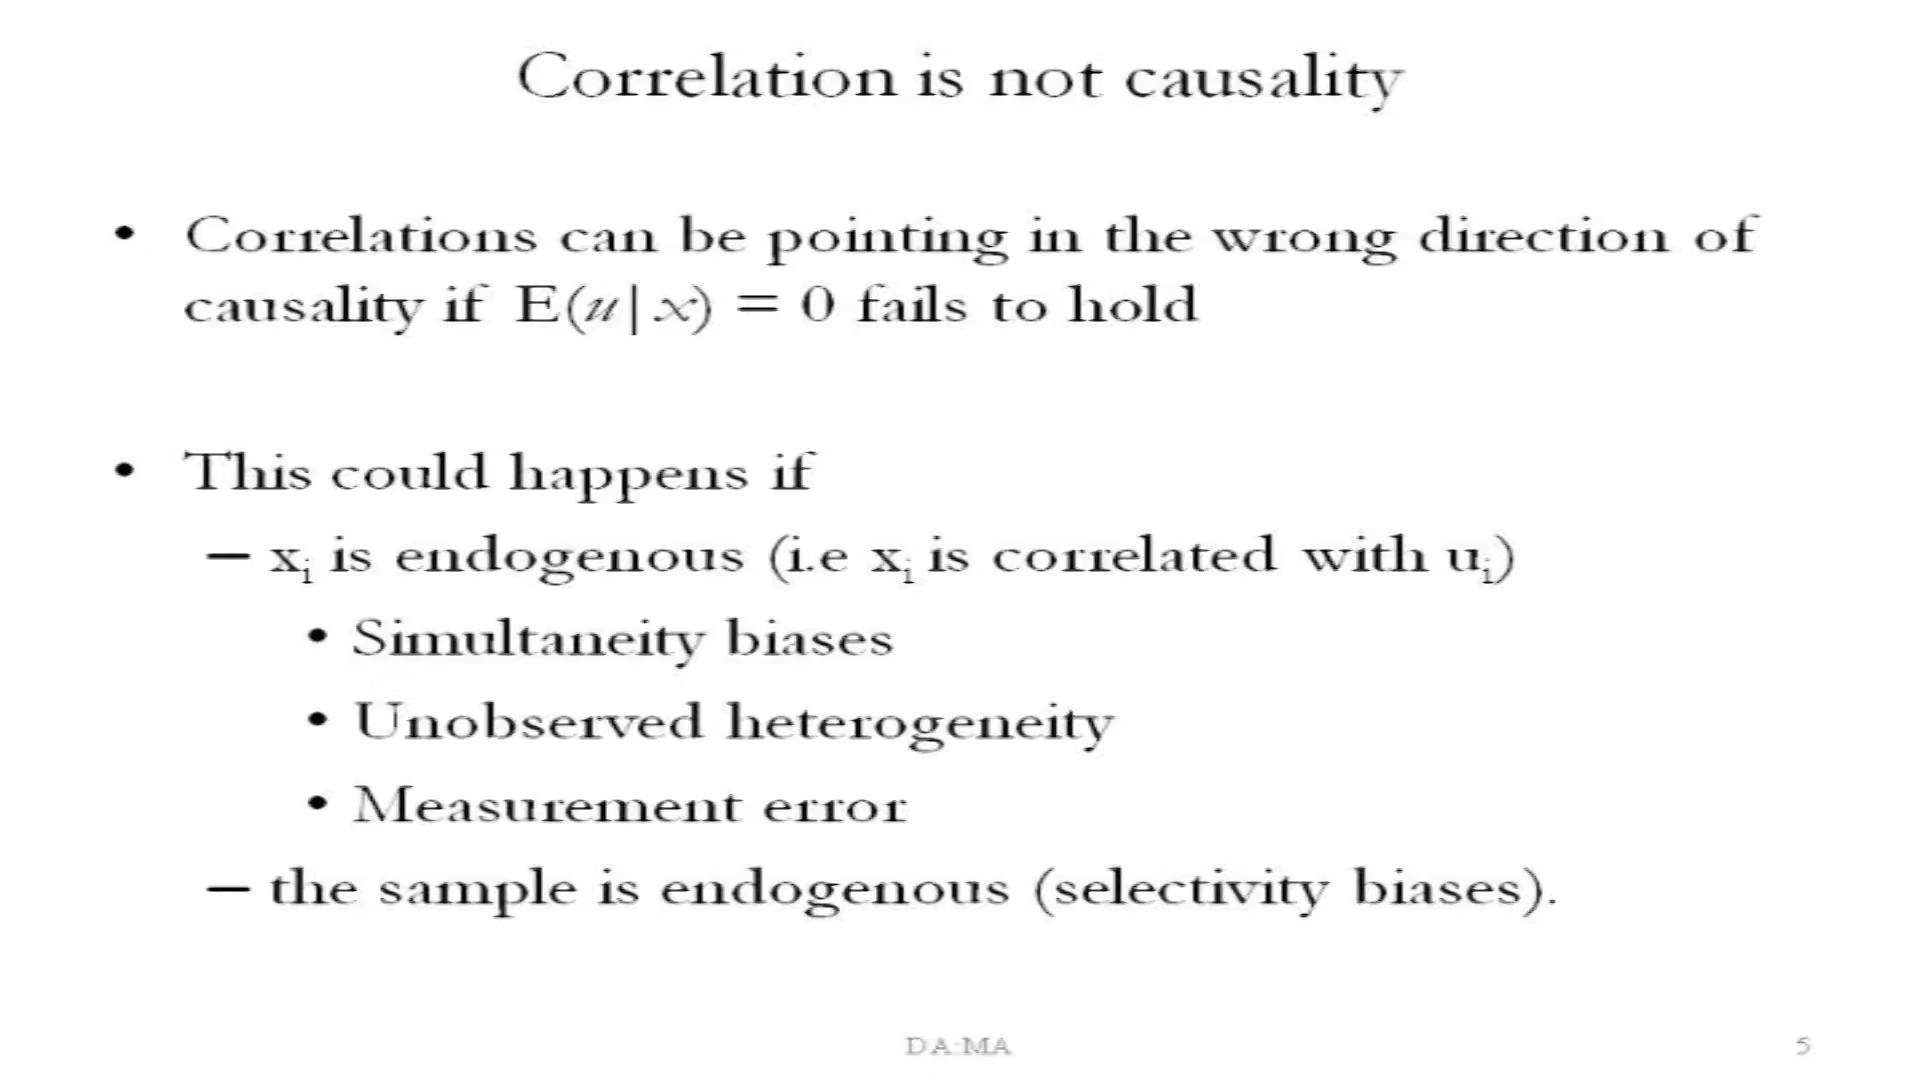 Correlation is not causality
• Correlations can be pointing in the wrong direction of
causality if E(u|x) = 0 fails to hold
• This could happens if
– xi is endogenous (i.e xi is correlated with ui)
• Simultaneity biases
• Unobserved heterogeneity
• Measurement error
– the sample is endogenous (selectivity biases).
DA-MA
5